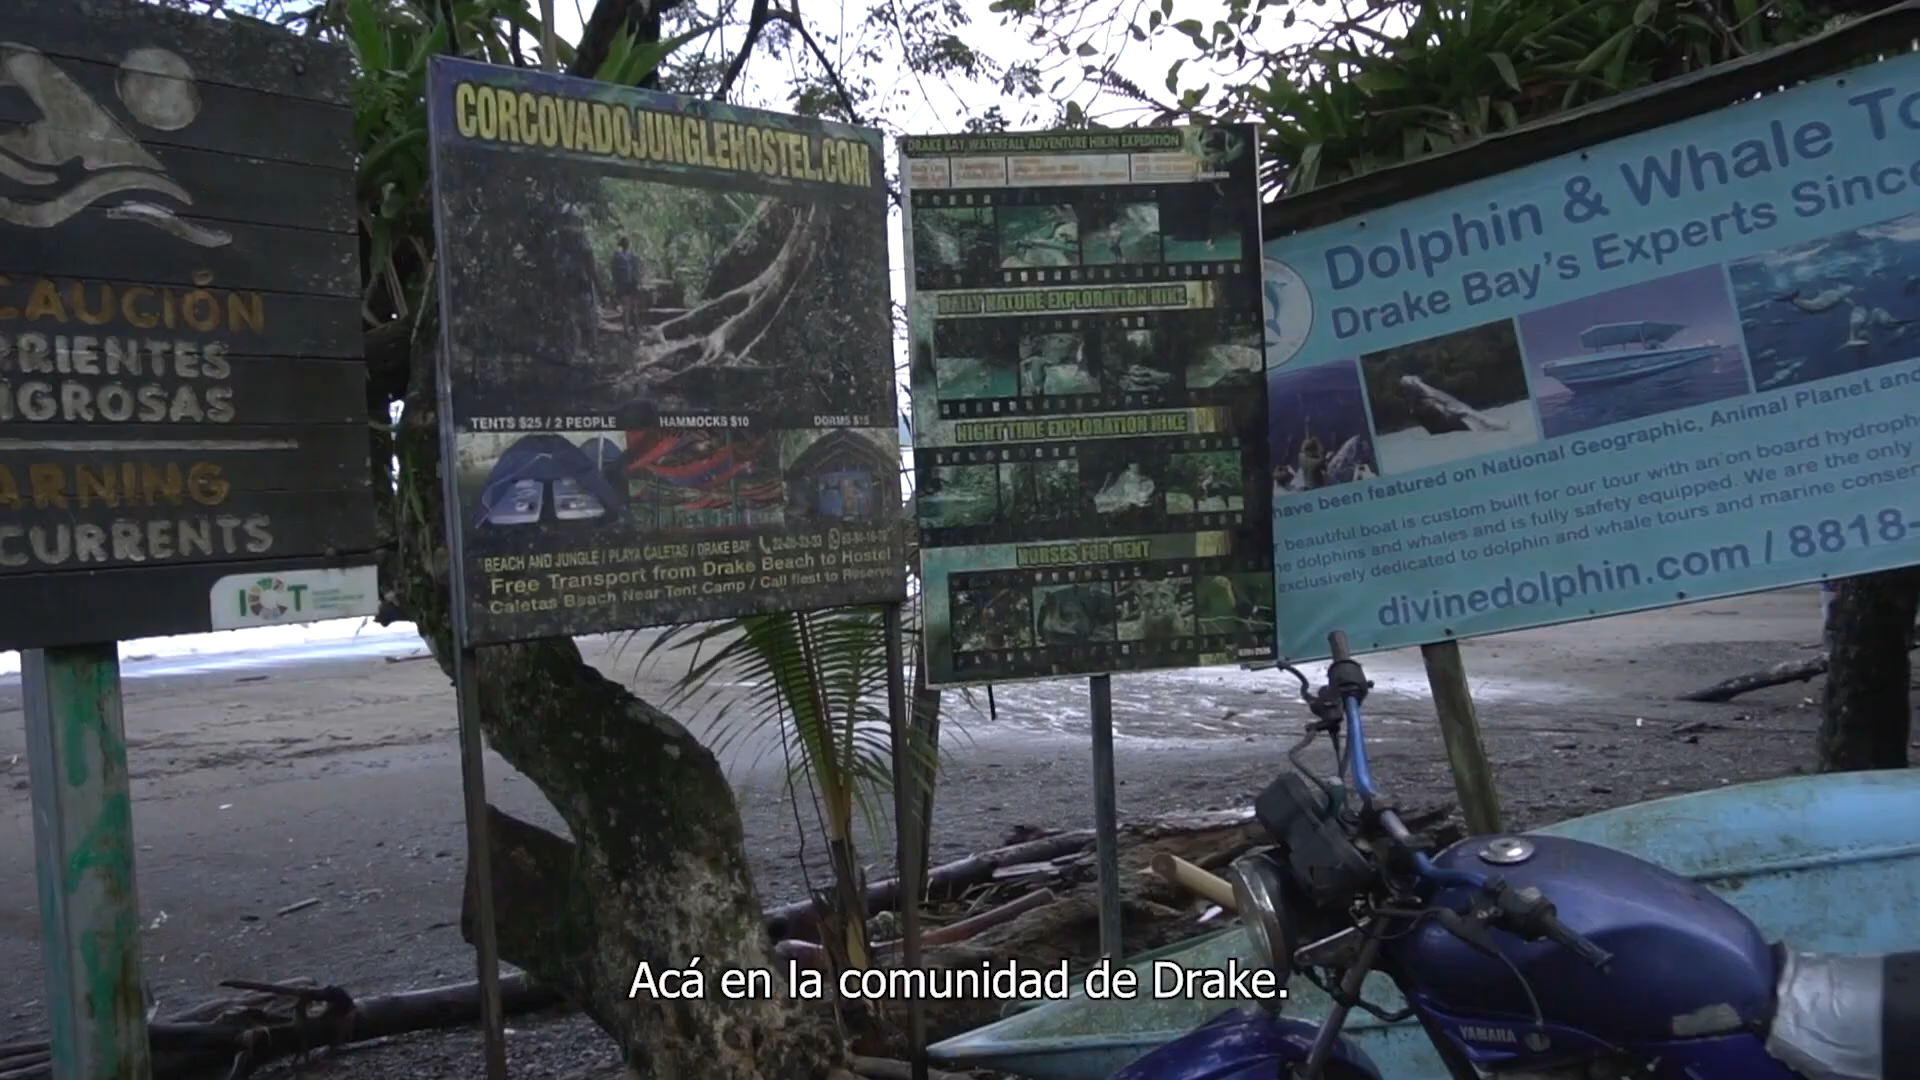 CAUCIÓN
RRIENTES
IGROSAS
ARNING
CURRENTS
CORCOVADOJUNGLEHOSTEL.COM
TENTS $25 / 2 PEOPLE
HAMMOCKS $10
DORMS $15
BEACH AND JUNGLE / PLAYA CALETAS / DRAKE BAY
Free Transport from Drake Beach to Hostel
Caletas Beach Near Tent Camp / Call fiest to Reserve
DRAKE BAY WATERFALL ADVENTURE HIKIN EXPEDITION
DAILY NATURE EXPLORATION HIKE
NIGHT TIME EXPLORATION HIKE
HORSES FOR RENT
Dolphin & Whale To
Drake Bay's Experts Since
have been featured on National Geographic, Animal Planet and
beautiful boat is custom built for our tour with an on board hydroph
dolphins and whales and is fully safety equipped. We are the only
exclusively dedicated to dolphin and whale tours and marine conser
divinedolphin.com / 8818-
YAMAHA
Acá en la comunidad de Drake.